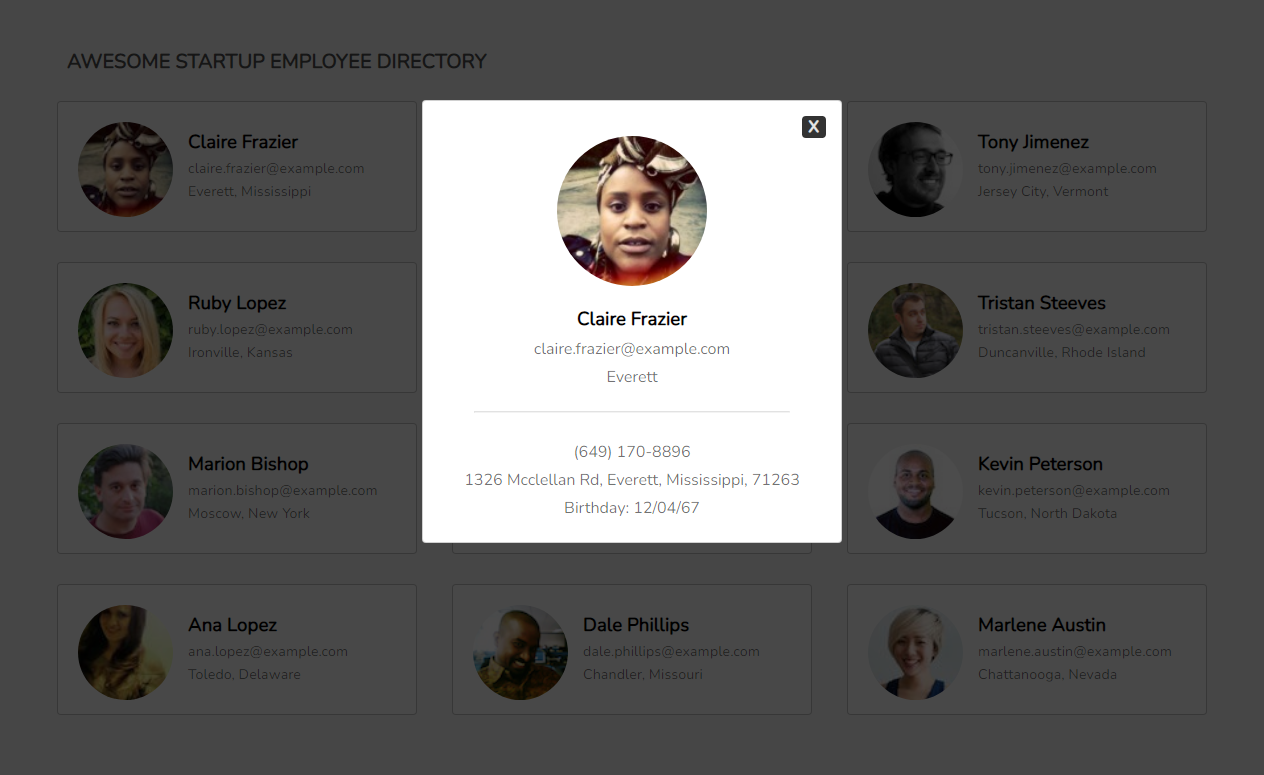 AWESOME STARTUP EMPLOYEE DIRECTORY
Claire Frazier
claire.frazier@example.com
Everett, Mississippi
X
Claire Frazier
claire.frazier@example.com
Everett
(649) 170-8896
1326 Mcclellan Rd, Everett, Mississippi, 71263
Birthday: 12/04/67
Tony Jimenez
tony.jimenez@example.com
Jersey City, Vermont
Ruby Lopez
ruby.lopez@example.com
Ironville, Kansas
Tristan Steeves
tristan.steeves@example.com
Duncanville, Rhode Island
Marion Bishop
marion.bishop@example.com
Moscow, New York
Kevin Peterson
kevin.peterson@example.com
Tucson, North Dakota
Ana Lopez
ana.lopez@example.com
Toledo, Delaware
Dale Phillips
dale.phillips@example.com
Chandler, Missouri
Marlene Austin
marlene.austin@example.com
Chattanooga, Nevada